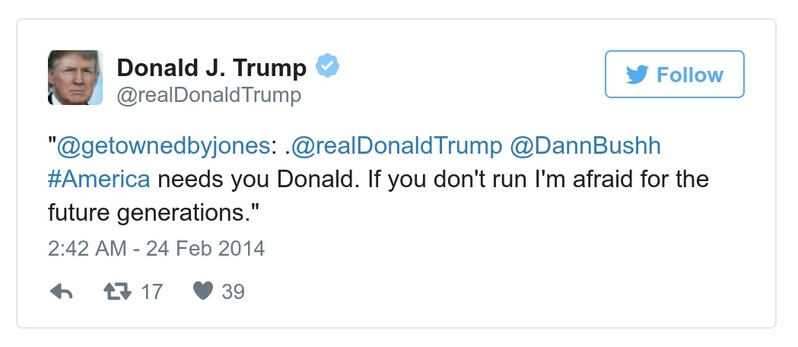 Donald J. Trump
@realDonaldTrump
Follow
"@getownedbyjones: .@realDonaldTrump @DannBushh
#America needs you Donald. If you don't run I'm afraid for the
future generations."
2:42 AM - 24 Feb 2014
17 39